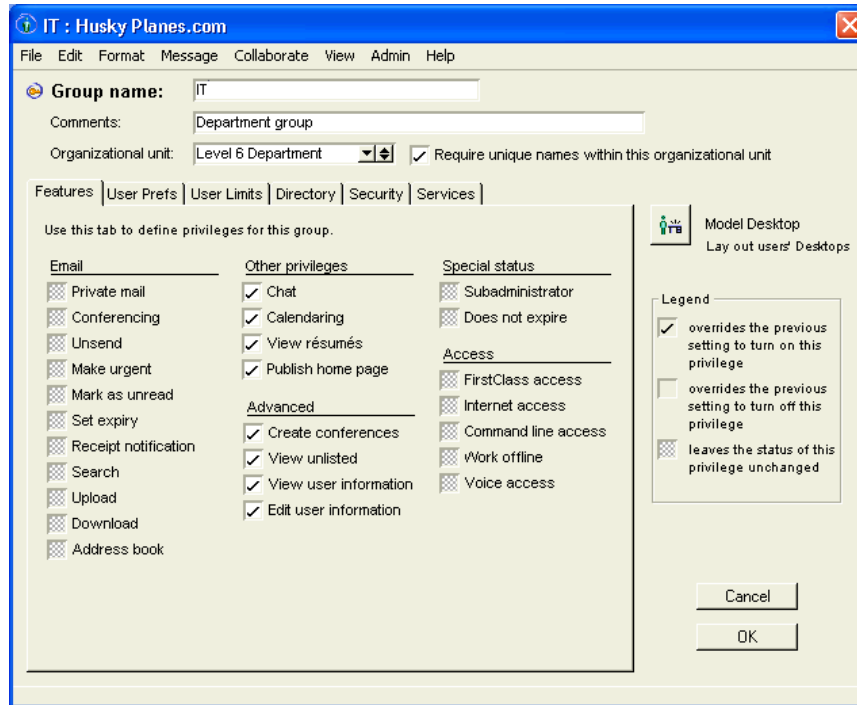 IT : Husky Planes.com
File Edit Format Message Collaborate View Admin Help
Group name: IT
Comments: Department group
Organizational unit: Level 6 Department Require unique names within this organizational unit
Features User Prefs User Limits Directory Security Services
Use this tab to define privileges for this group.
Email
Private mail
Conferencing
Unsend
Make urgent
Mark as unread
Set expiry
Receipt notification
Search
Upload
Download
Address book
Other privileges
Chat
Calendaring
View résumés
Publish home page
Advanced
Create conferences
View unlisted
View user information
Edit user information
Special status
Subadministrator
Does not expire
Access
FirstClass access
Internet access
Command line access
Work offline
Voice access
Model Desktop
Lay out users' Desktops
Legend
overrides the previous
setting to turn on this
privilege
overrides the previous
setting to turn off this
privilege
leaves the status of this
privilege unchanged
Cancel
OK